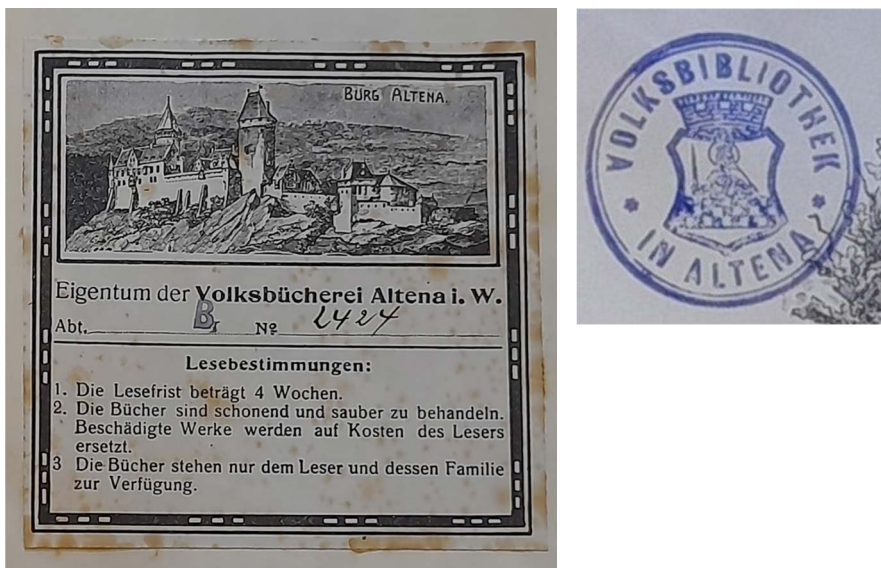 BURG ALTENA.
Eigentum der Volksbücherei Altena i. W.
Abt. B. No 2424
Lesebestimmungen:
1. Die Lesefrist beträgt 4 Wochen.
2. Die Bücher sind schonend und sauber zu behandeln.
Beschädigte Werke werden auf Kosten des Lesers
ersetzt.
3 Die Bücher stehen nur dem Leser und dessen Familie
zur Verfügung.
VOLKSBIBLIOTHEK
* IN ALTENA *